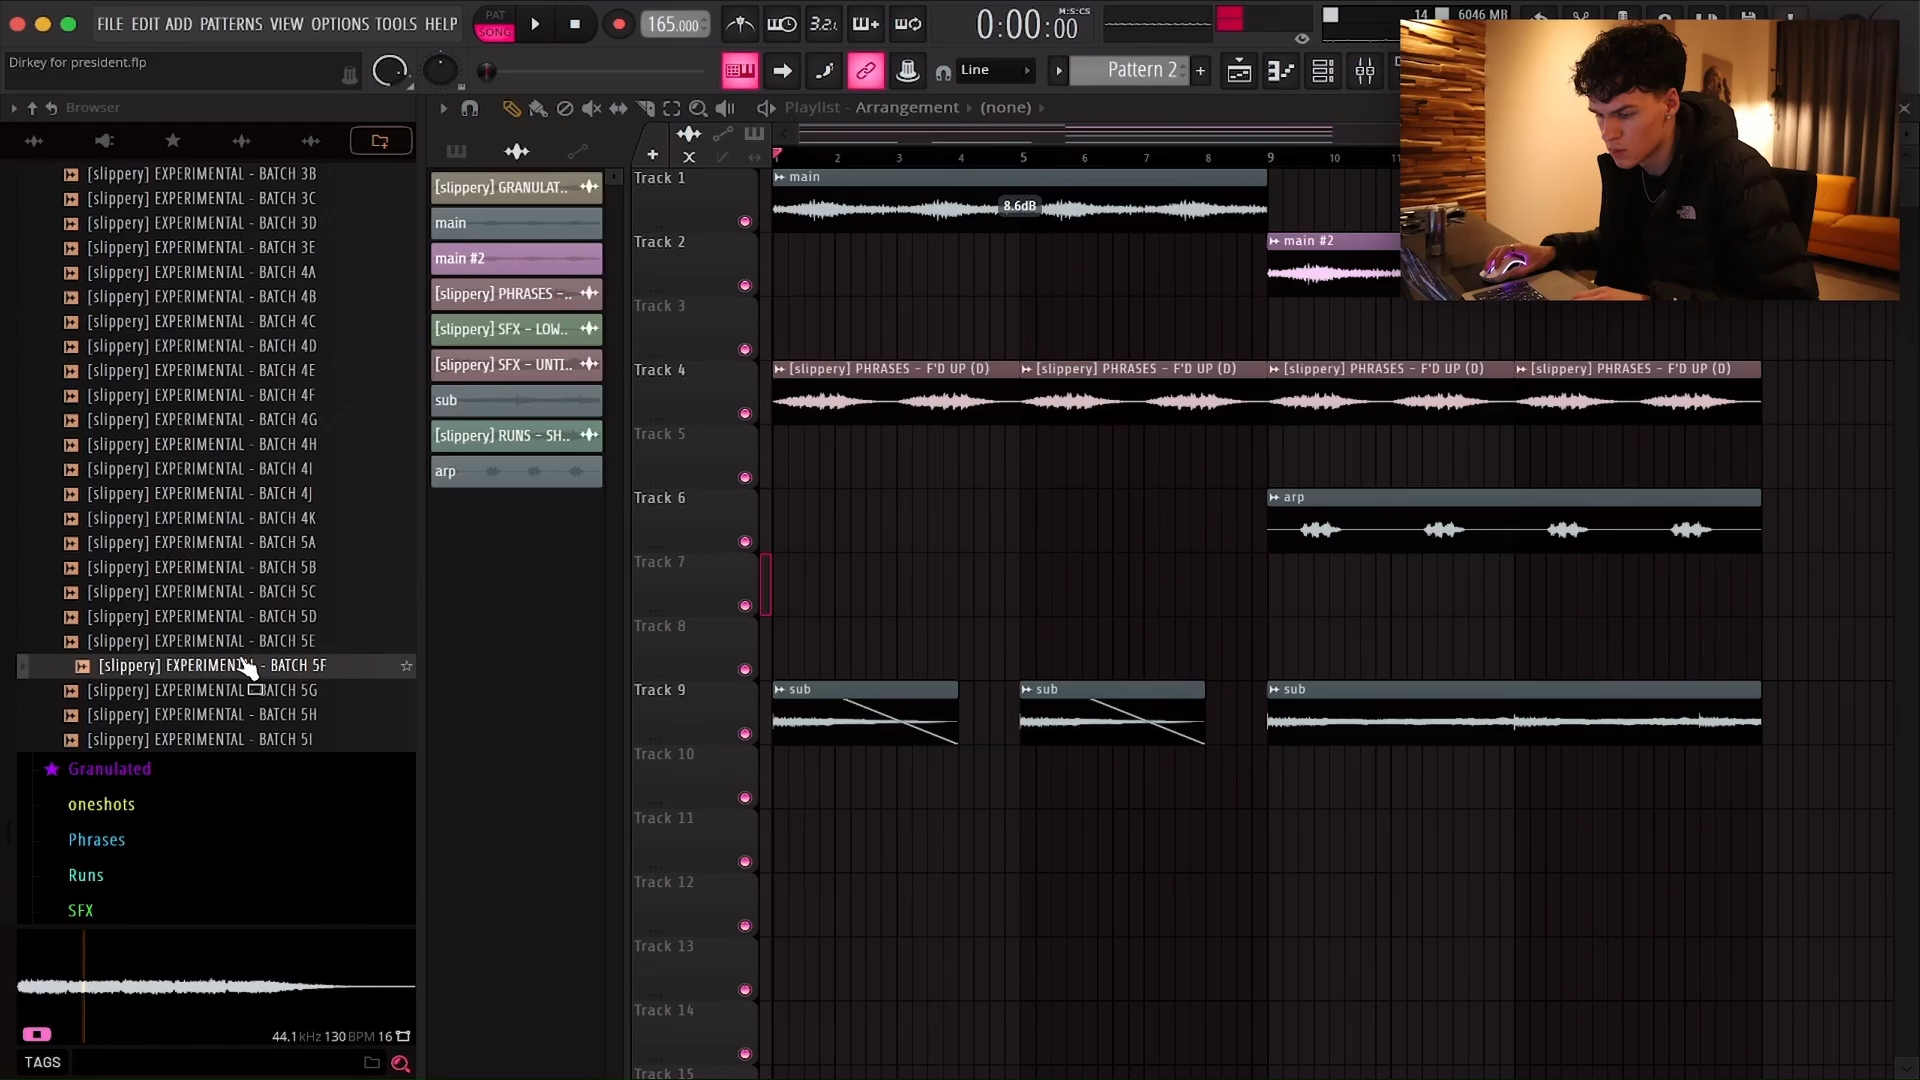 FILE EDIT ADD PATTERNS VIEW OPTIONS TOOLS HELP
PAT
SONG
165.000
3.2.
0:00:00
M:S:CS
14
6046 MB
Dirkey for president.flp
Line
Pattern 2
Browser
Playlist - Arrangement
(none)
2 3 4 5 6 7 8 9 10 11
[slippery] EXPERIMENTAL - BATCH 3B
[slippery] EXPERIMENTAL - BATCH 3C
[slippery] EXPERIMENTAL - BATCH 3D
[slippery] EXPERIMENTAL - BATCH 3E
[slippery] EXPERIMENTAL - BATCH 4A
[slippery] EXPERIMENTAL - BATCH 4B
[slippery] EXPERIMENTAL - BATCH 4C
[slippery] EXPERIMENTAL - BATCH 4D
[slippery] EXPERIMENTAL - BATCH 4E
[slippery] EXPERIMENTAL - BATCH 4F
[slippery] EXPERIMENTAL - BATCH 4G
[slippery] EXPERIMENTAL - BATCH 4H
[slippery] EXPERIMENTAL - BATCH 4I
[slippery] EXPERIMENTAL - BATCH 4J
[slippery] EXPERIMENTAL - BATCH 4K
[slippery] EXPERIMENTAL - BATCH 5A
[slippery] EXPERIMENTAL - BATCH 5B
[slippery] EXPERIMENTAL - BATCH 5C
[slippery] EXPERIMENTAL - BATCH 5D
[slippery] EXPERIMENTAL - BATCH 5E
[slippery] EXPERIMENTAL - BATCH 5F
[slippery] EXPERIMENTAL - BATCH 5G
[slippery] EXPERIMENTAL - BATCH 5H
[slippery] EXPERIMENTAL - BATCH 5I
Granulated
oneshots
Phrases
Runs
SFX
44.1kHz 130 BPM 16
TAGS
[slippery] GRANULAT..
main
main #2
[slippery] PHRASES -..
[slippery] SFX - LOW..
[slippery] SFX - UNTI..
sub
[slippery] RUNS - SH..
arp
Track 1
main
8.6dB
Track 2
main #2
Track 3
Track 4
[slippery] PHRASES - F'D UP (D)
[slippery] PHRASES - F'D UP (D)
[slippery] PHRASES - F'D UP (D)
[slippery] PHRASES - F'D UP (D)
Track 5
Track 6
arp
Track 7
Track 8
Track 9
sub
sub
sub
Track 10
Track 11
Track 12
Track 13
Track 14
Track 15